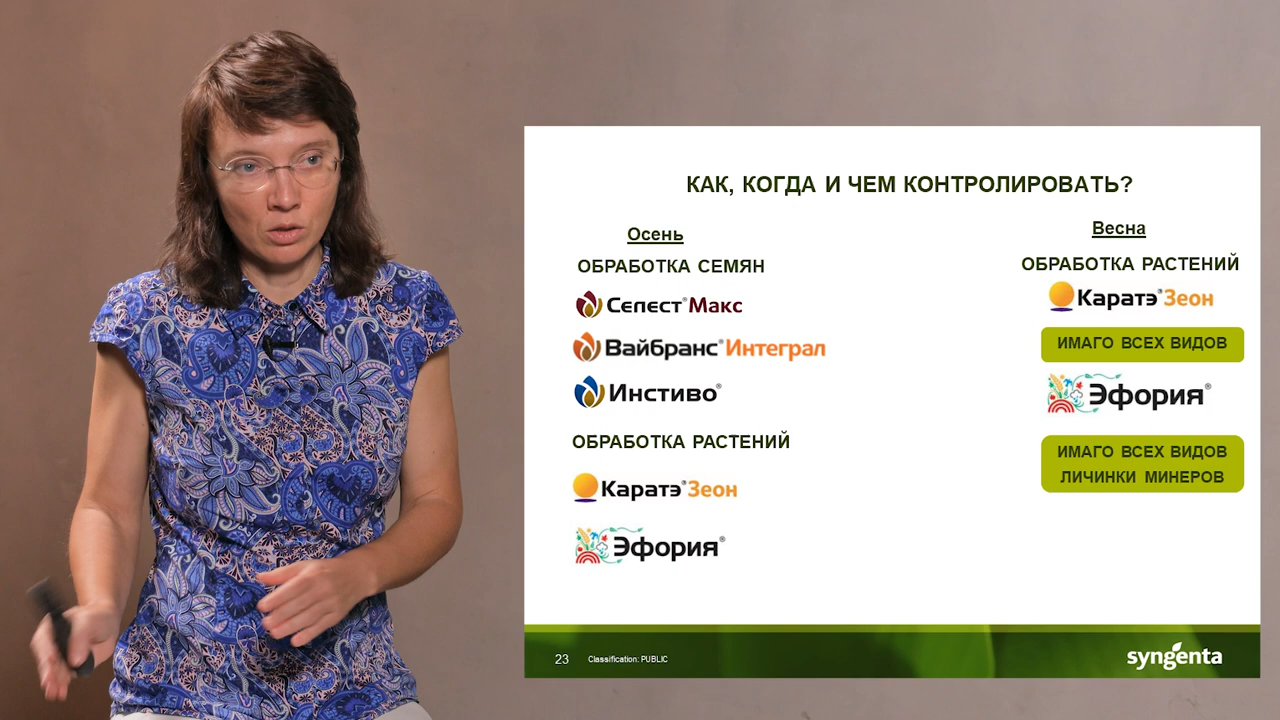 КАК, КОГДА И ЧЕМ КОНТРОЛИРОВАТЬ?
Осень
ОБРАБОТКА СЕМЯН
Селест® Макс
Вайбранс® Интеграл
Инстиво®
ОБРАБОТКА РАСТЕНИЙ
Каратэ® Зеон
Эфория®
Весна
ОБРАБОТКА РАСТЕНИЙ
Каратэ® Зеон
ИМАГО ВСЕХ ВИДОВ
Эфория®
ИМАГО ВСЕХ ВИДОВ
ЛИЧИНКИ МИНЕРОВ
23
Classification: PUBLIC
syngenta